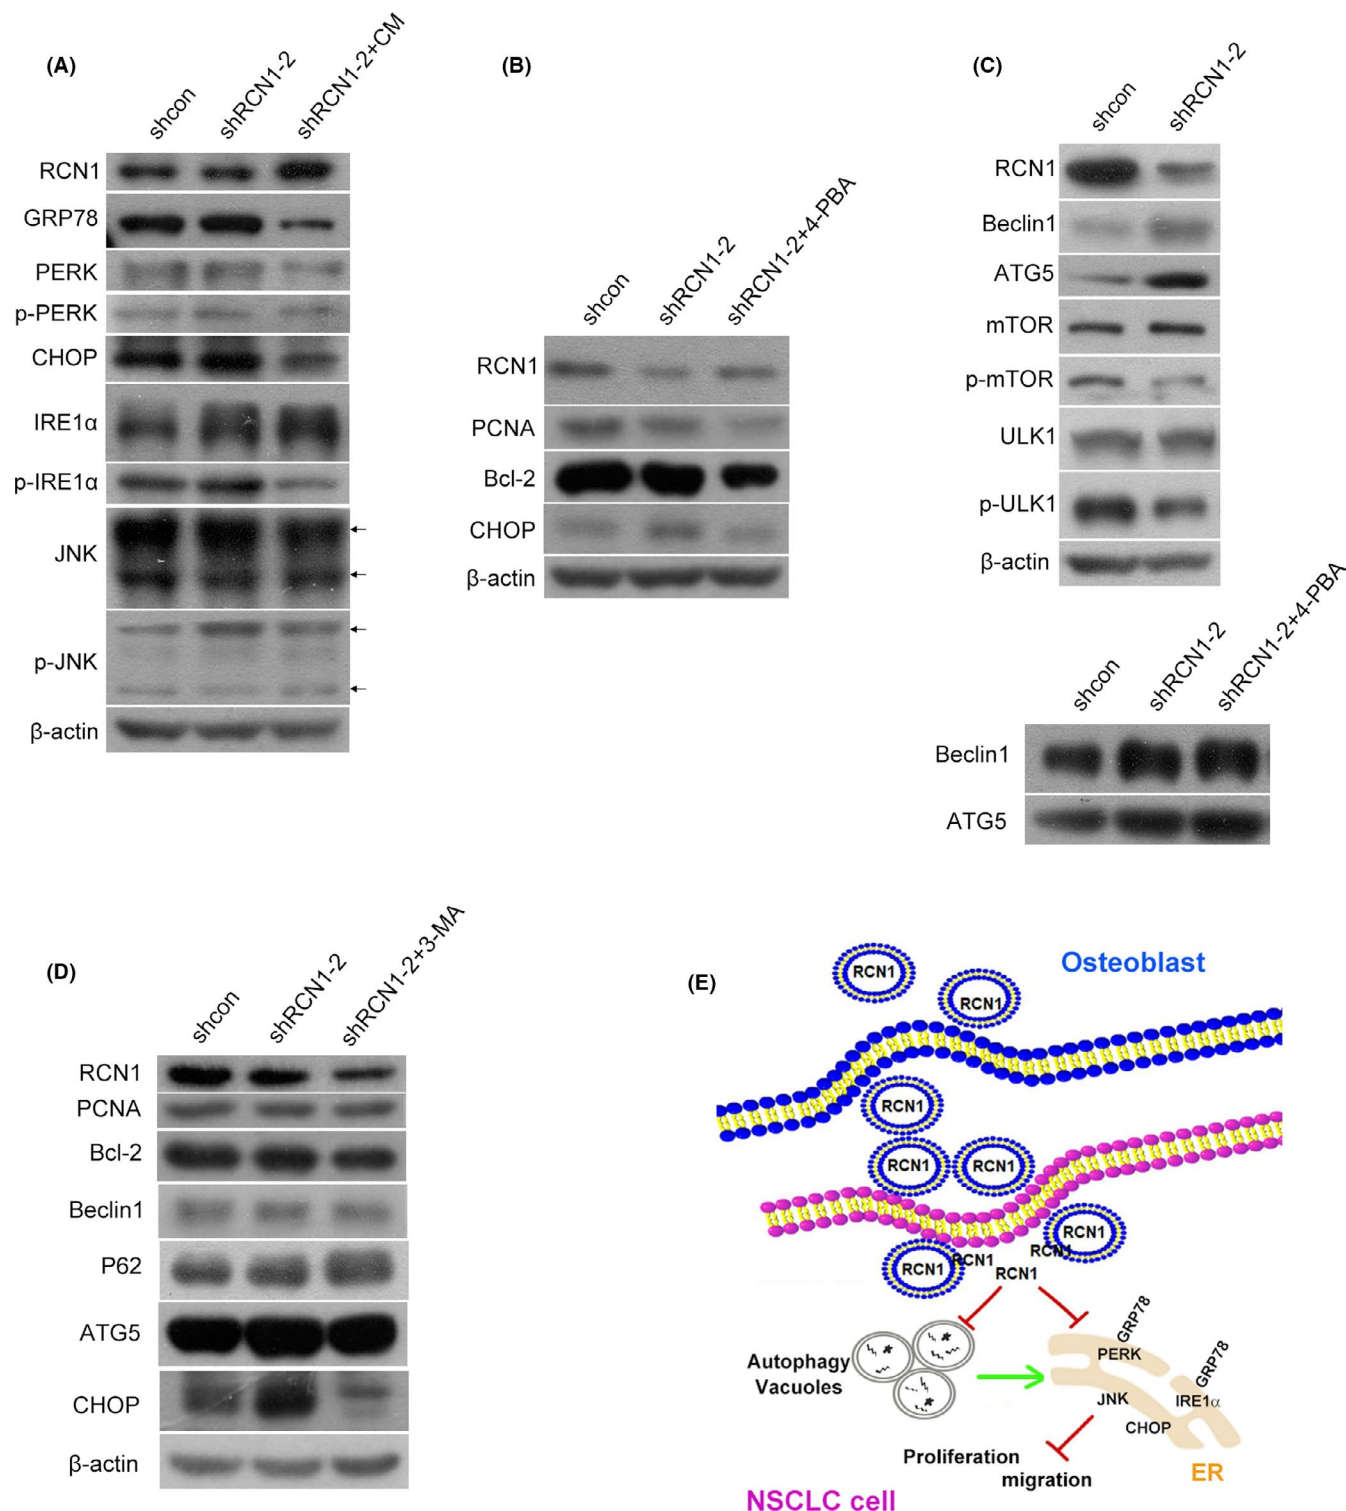 (A)
shcon
shRCN1-2
shRCN1-2+CM
RCN1
GRP78
PERK
p-PERK
CHOP
IRE1α
p-IRE1α
JNK
p-JNK
β-actin
(B)
shcon
shRCN1-2
shRCN1-2+4-PBA
RCN1
PCNA
Bcl-2
CHOP
β-actin
(C)
shcon
shRCN1-2
RCN1
Beclin1
ATG5
mTOR
p-mTOR
ULK1
p-ULK1
β-actin
shcon
shRCN1-2
shRCN1-2+4-PBA
Beclin1
ATG5
(D)
shcon
shRCN1-2
shRCN1-2+3-MA
RCN1
PCNA
Bcl-2
Beclin1
P62
ATG5
CHOP
β-actin
(E)
Osteoblast
RCN1
RCN1
RCN1
RCN1
RCN1
RCN1
RCN1
RCN1
RCN1
RCN1
Autophagy
Vacuoles
GRP78
PERK
GRP78
JNK
IRE1α
CHOP
Proliferation
migration
ER
NSCLC cell